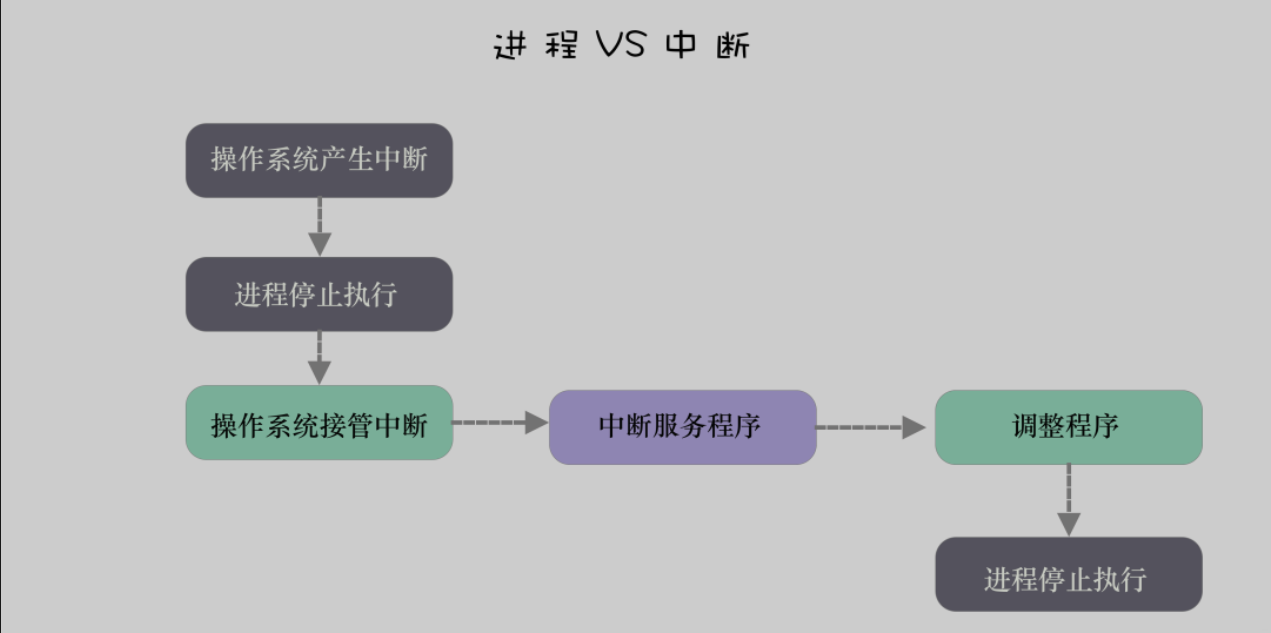 进程VS中断
操作系统产生中断
进程停止执行
操作系统接管中断
中断服务程序
调整程序
进程停止执行